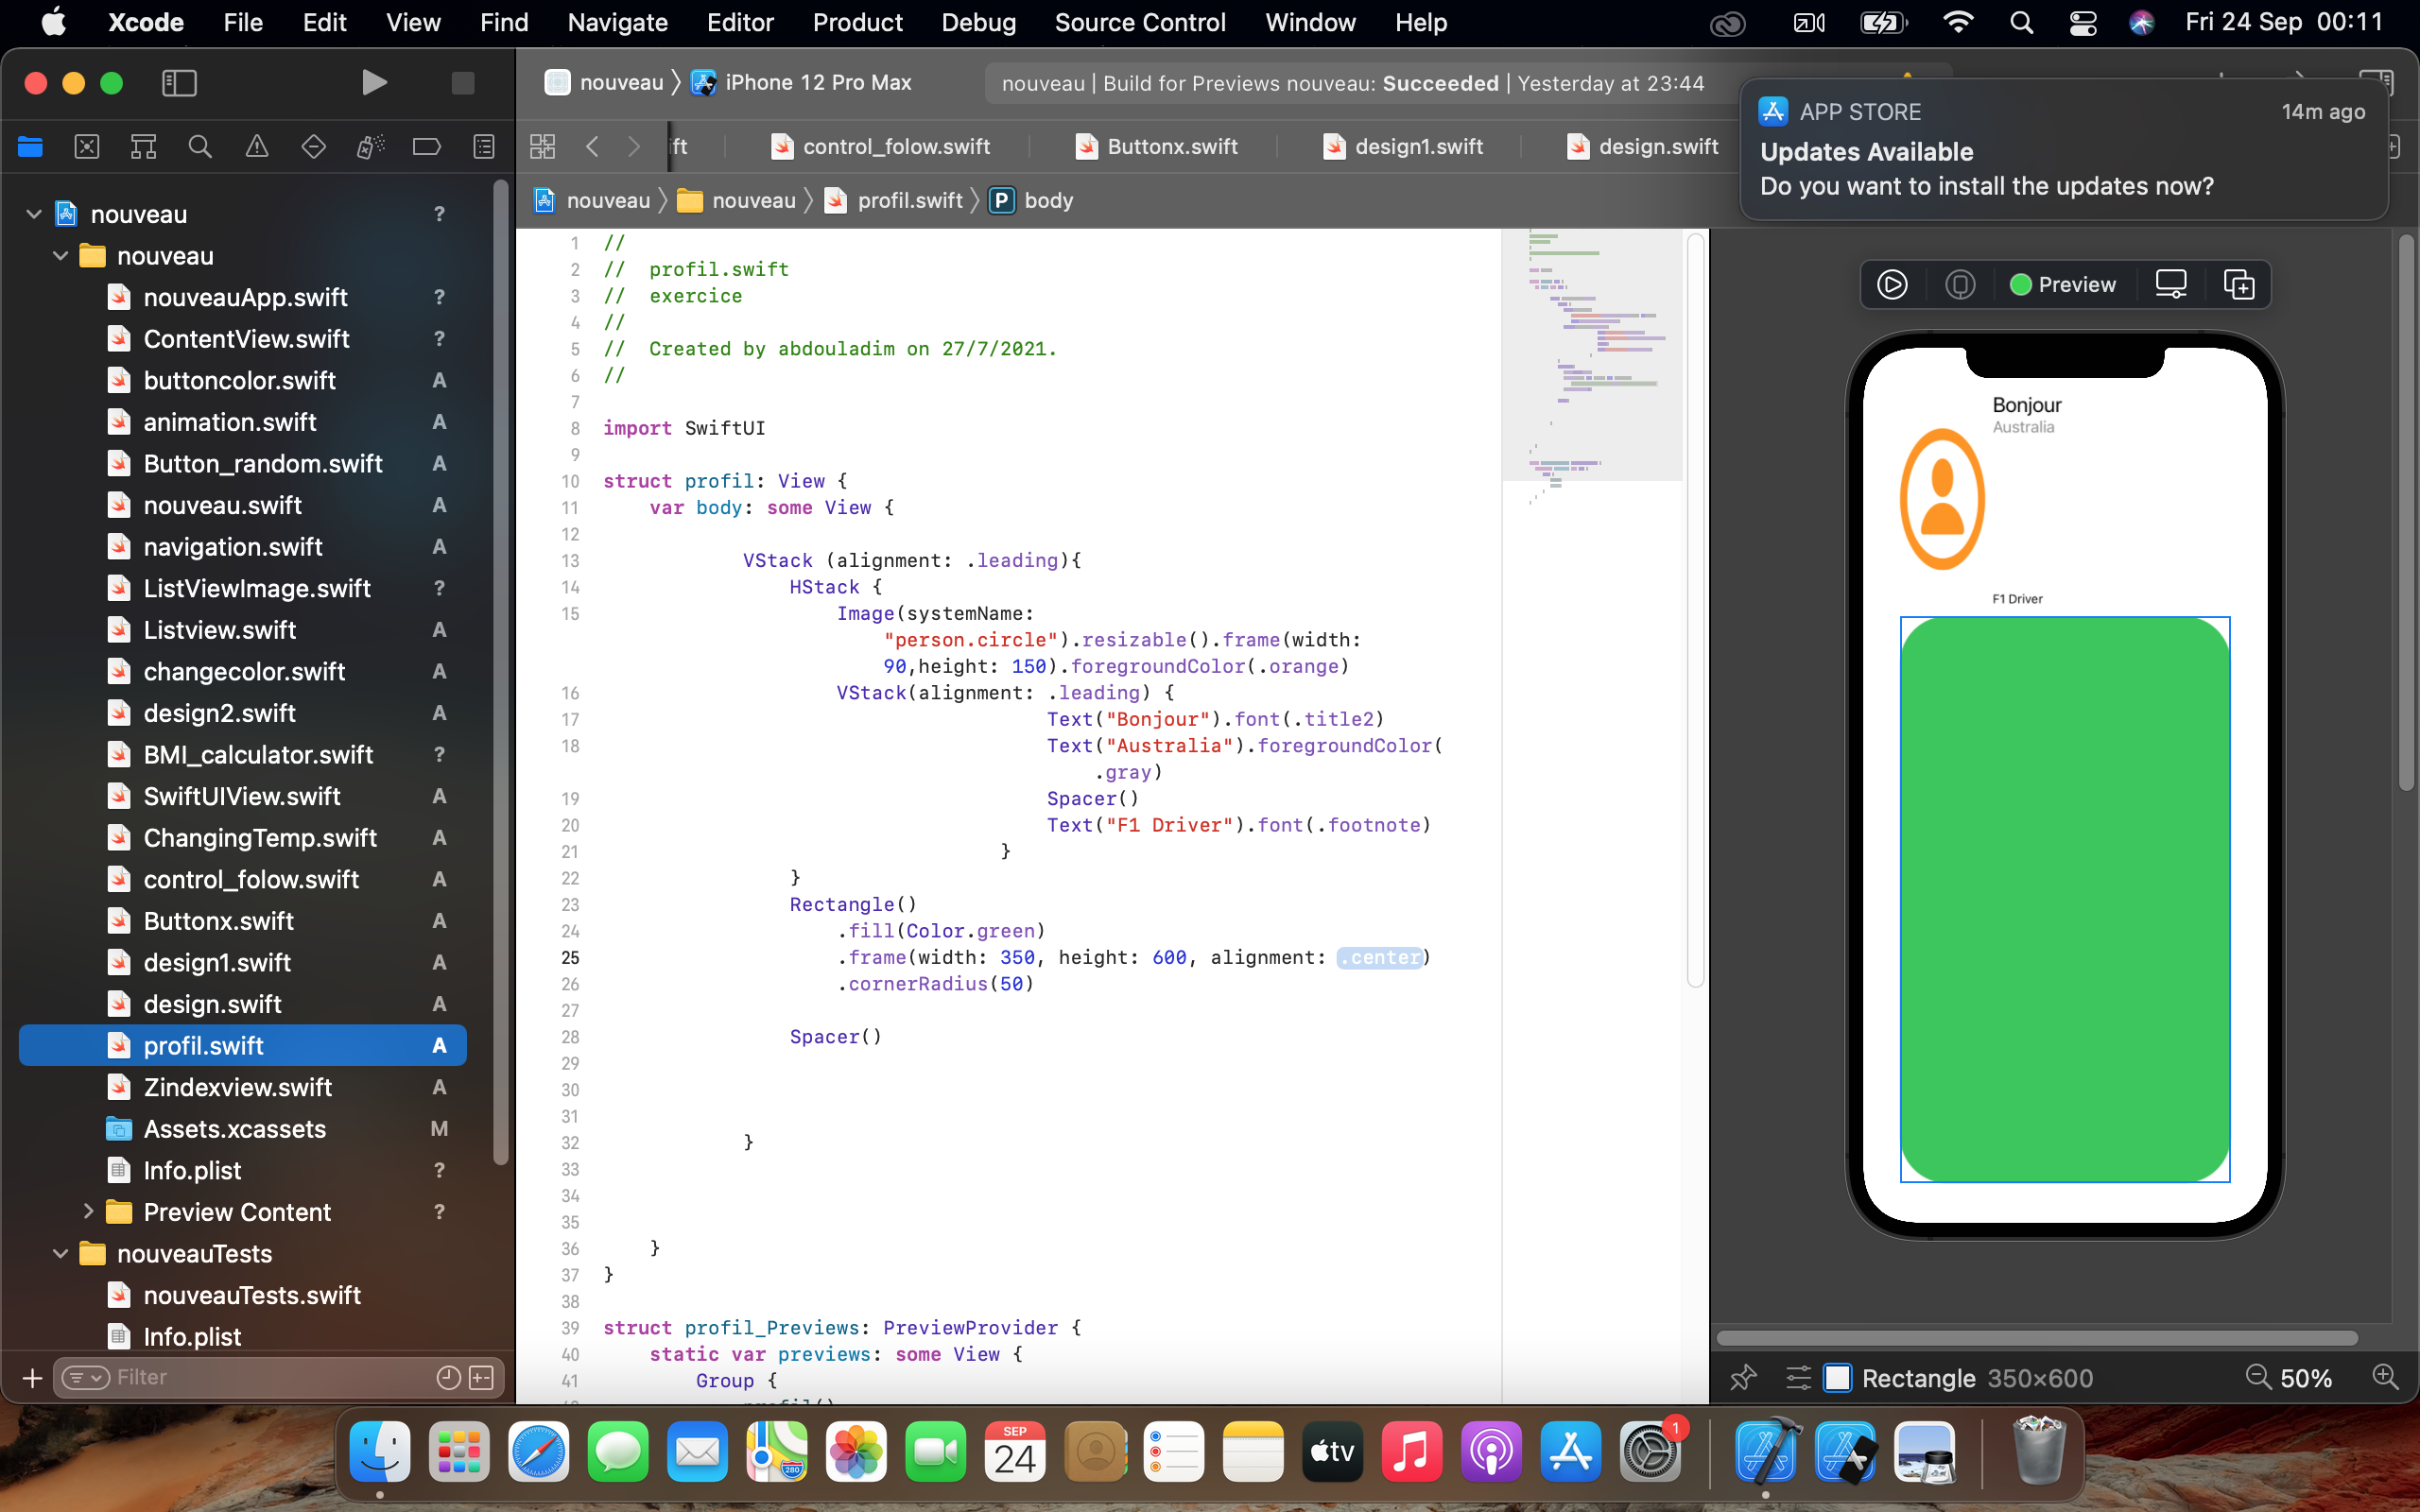 Xcode File Edit View Find Navigate Editor Product Debug Source Control Window Help Fri 24 Sep 00:11
nouveau iPhone 12 Pro Max
nouveau | Build for Previews nouveau: Succeeded | Yesterday at 23:44
APP STORE 14m ago
Updates Available
Do you want to install the updates now?
ft control_folow.swift Buttonx.swift design1.swift design.swift
nouveau nouveau profil.swift P body
nouveau ?
nouveau
nouveauApp.swift ?
ContentView.swift ?
buttoncolor.swift A
animation.swift A
Button_random.swift A
nouveau.swift A
navigation.swift A
ListViewImage.swift ?
Listview.swift A
changecolor.swift A
design2.swift A
BMI_calculator.swift ?
SwiftUIView.swift A
ChangingTemp.swift A
control_folow.swift A
Buttonx.swift A
design1.swift A
design.swift A
profil.swift A
Zindexview.swift A
Assets.xcassets M
Info.plist ?
Preview Content ?
nouveauTests
nouveauTests.swift
Info.plist
Filter
1 //
2 //  profil.swift
3 //  exercice
4 //
5 //  Created by abdouladim on 27/7/2021.
6 //
7
8 import SwiftUI
9
10 struct profil: View {
11 var body: some View {
12
13 VStack (alignment: .leading){
14 HStack {
15 Image(systemName:
"person.circle").resizable().frame(width:
90,height: 150).foregroundColor(.orange)
16 VStack(alignment: .leading) {
17 Text("Bonjour").font(.title2)
18 Text("Australia").foregroundColor(
.gray)
19 Spacer()
20 Text("F1 Driver").font(.footnote)
21 }
22 }
23 Rectangle()
24 .fill(Color.green)
25 .frame(width: 350, height: 600, alignment: .center)
26 .cornerRadius(50)
27
28 Spacer()
29
30
31
32 }
33
34
35
36 }
37 }
38
39 struct profil_Previews: PreviewProvider {
40 static var previews: some View {
41 Group {
Preview
Bonjour
Australia
F1 Driver
Rectangle 350×600 50%
SEP
24
280
tv
1